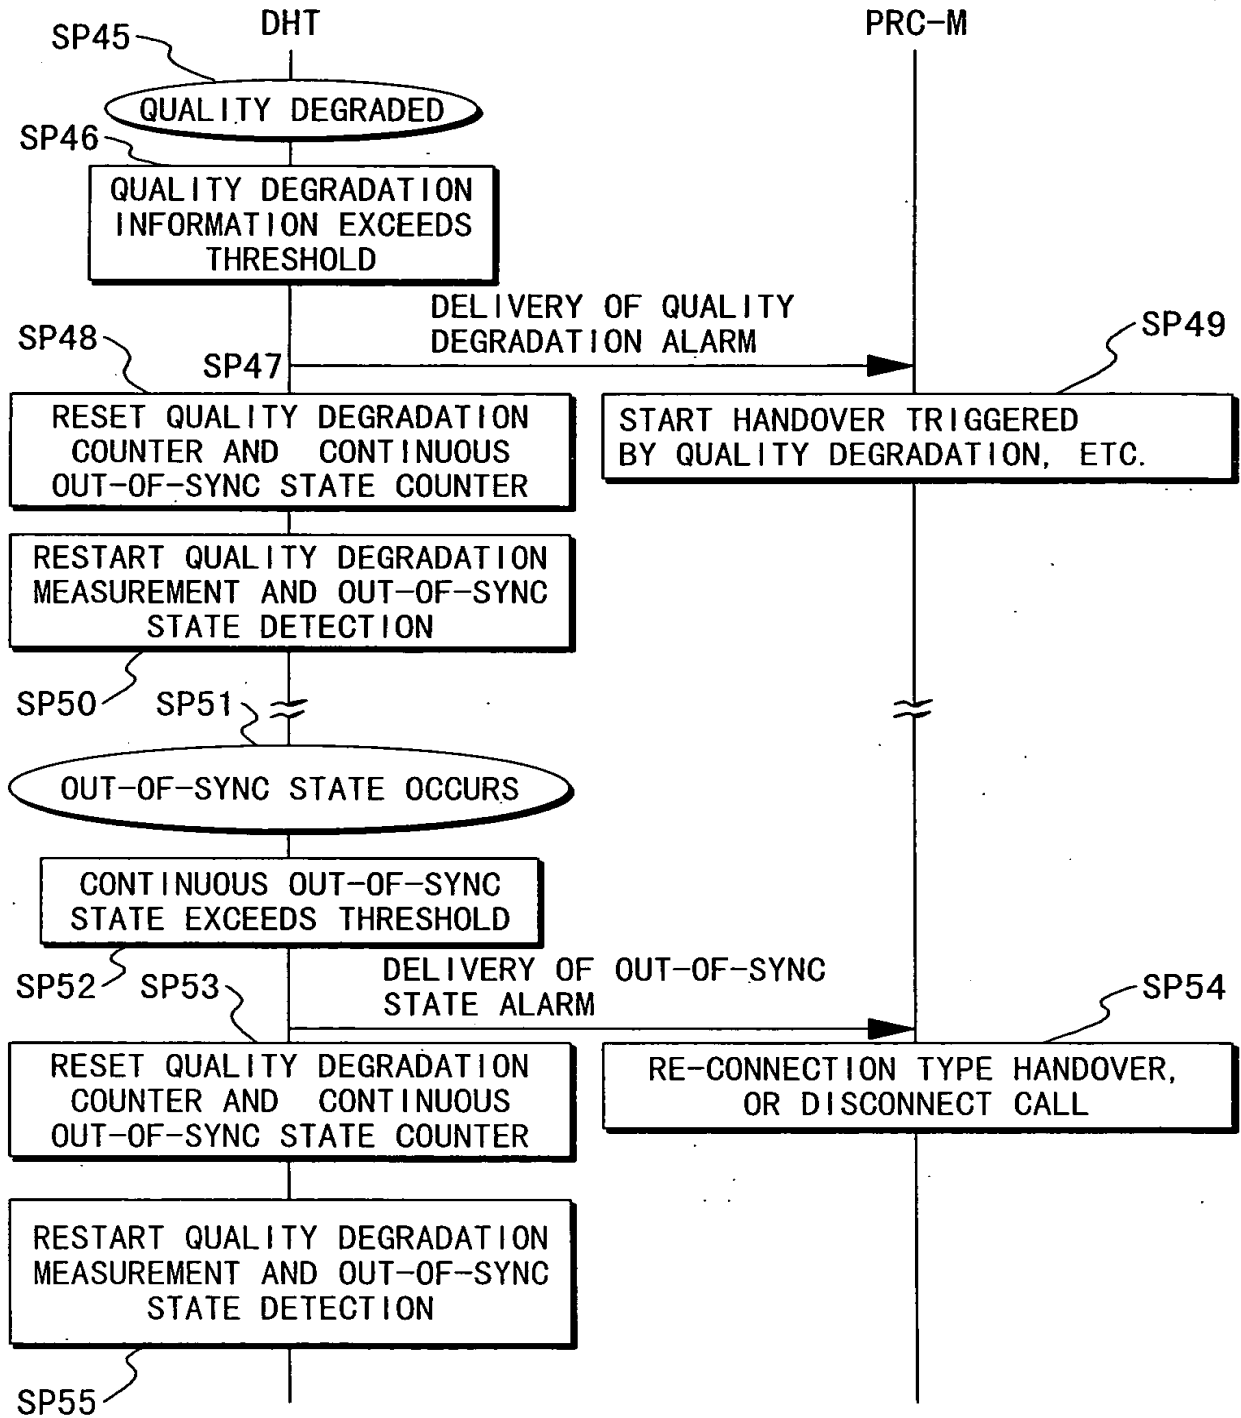 DHT
PRC-M
SP45
QUALITY DEGRADED
SP46
QUALITY DEGRADATION
INFORMATION EXCEEDS
THRESHOLD
DELIVERY OF QUALITY
DEGRADATION ALARM
SP48
SP47
SP49
RESET QUALITY DEGRADATION
COUNTER AND CONTINUOUS
OUT-OF-SYNC STATE COUNTER
START HANDOVER TRIGGERED
BY QUALITY DEGRADATION, ETC.
RESTART QUALITY DEGRADATION
MEASUREMENT AND OUT-OF-SYNC
STATE DETECTION
SP50
SP51
OUT-OF-SYNC STATE OCCURS
CONTINUOUS OUT-OF-SYNC
STATE EXCEEDS THRESHOLD
SP52
SP53
DELIVERY OF OUT-OF-SYNC
STATE ALARM
SP54
RESET QUALITY DEGRADATION
COUNTER AND CONTINUOUS
OUT-OF-SYNC STATE COUNTER
RE-CONNECTION TYPE HANDOVER,
OR DISCONNECT CALL
RESTART QUALITY DEGRADATION
MEASUREMENT AND OUT-OF-SYNC
STATE DETECTION
SP55